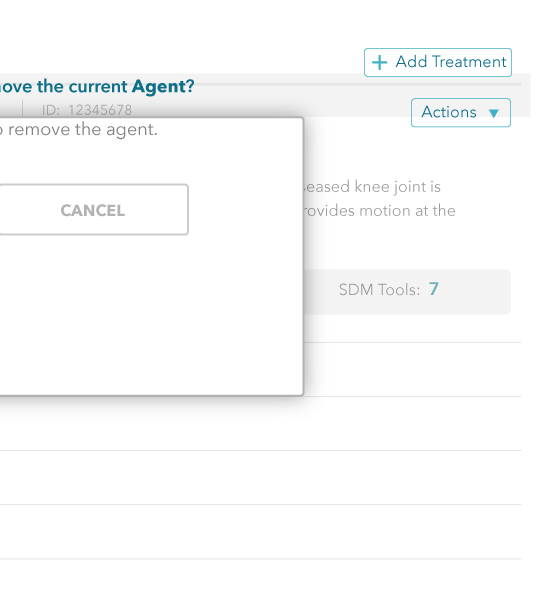 + Add Treatment
ove the current Agent?
ID: 12345678
Actions ▼
o remove the agent.
eased knee joint is
CANCEL
rovides motion at the
SDM Tools: 7